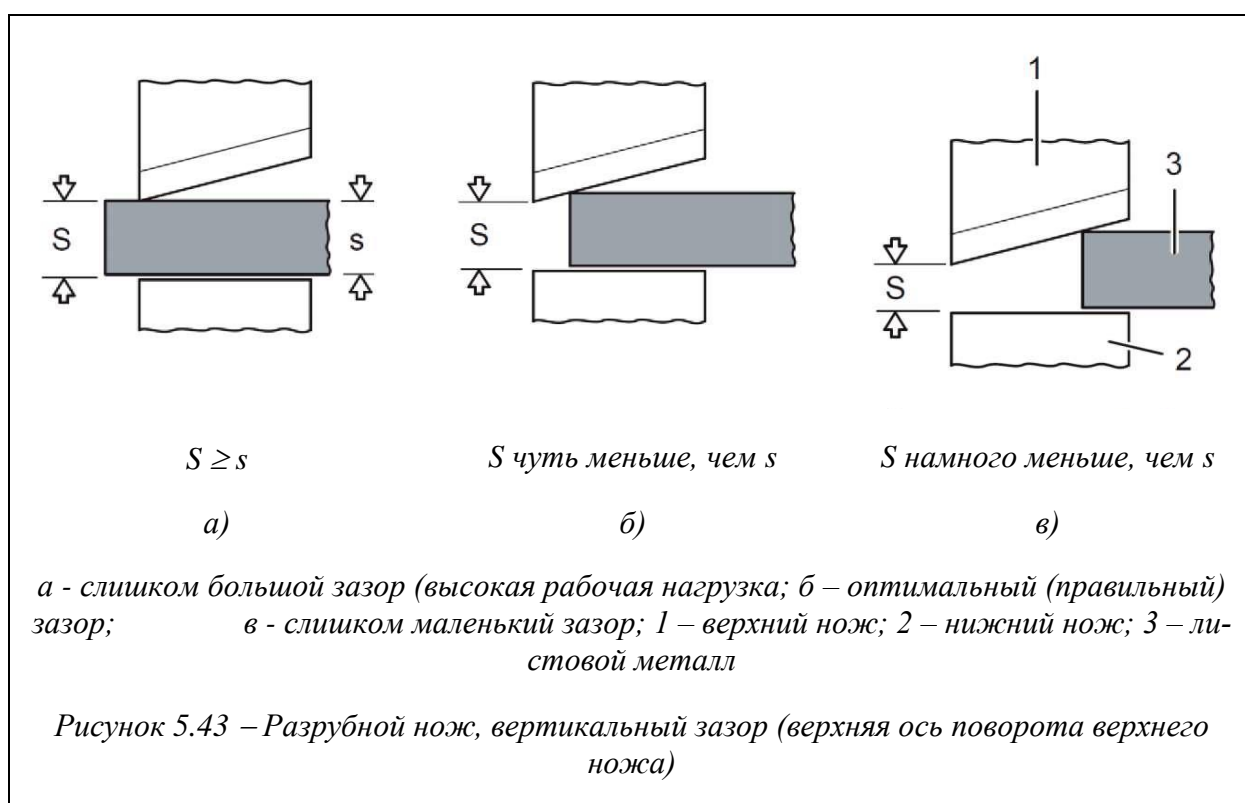 1
3
S
s
S
S
2
S ≥ s
S чуть меньше, чем s
S намного меньше, чем s
а)
б)
в)
а - слишком большой зазор (высокая рабочая нагрузка; б – оптимальный (правильный)
зазор; в - слишком маленький зазор; 1 – верхний нож; 2 – нижний нож; 3 – ли-
стовой металл
Рисунок 5.43 – Разрубной нож, вертикальный зазор (верхняя ось поворота верхнего
ножа)